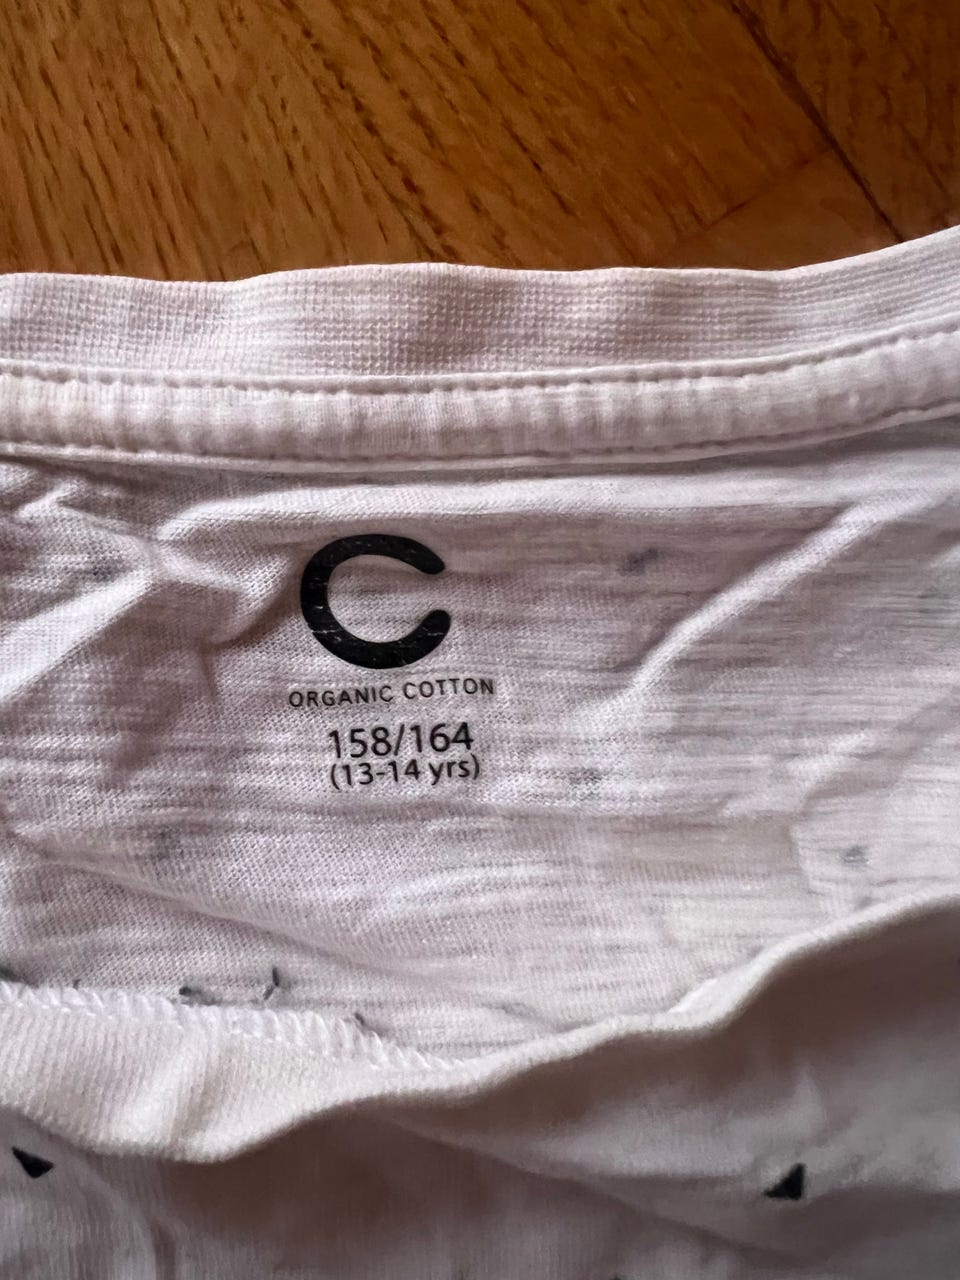 C
ORGANIC COTTON
158/164
(13-14 yrs)